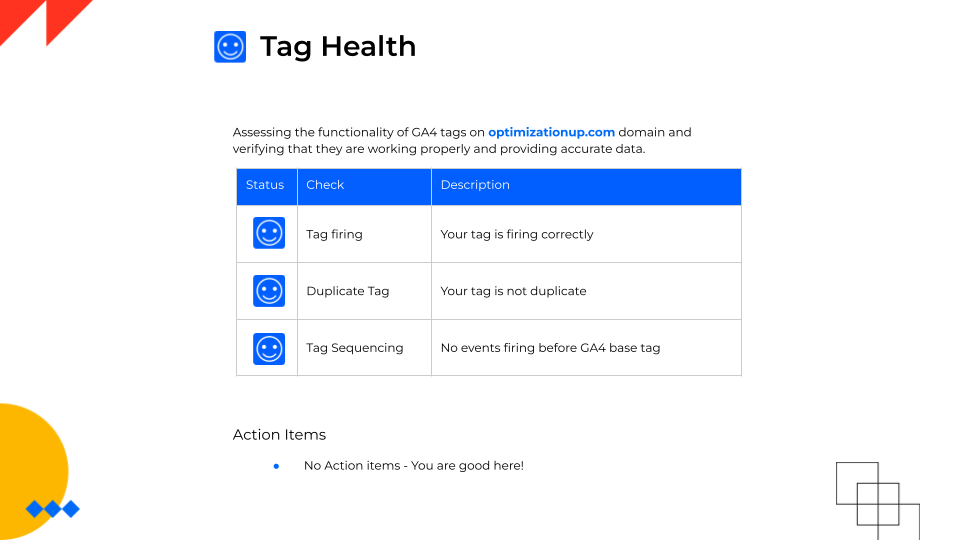 Tag Health
Assessing the functionality of GA4 tags on optimizationup.com domain and
verifying that they are working properly and providing accurate data.
Status Check Description
Tag firing Your tag is firing correctly
Duplicate Tag Your tag is not duplicate
Tag Sequencing No events firing before GA4 base tag
Action Items
● No Action items - You are good here!